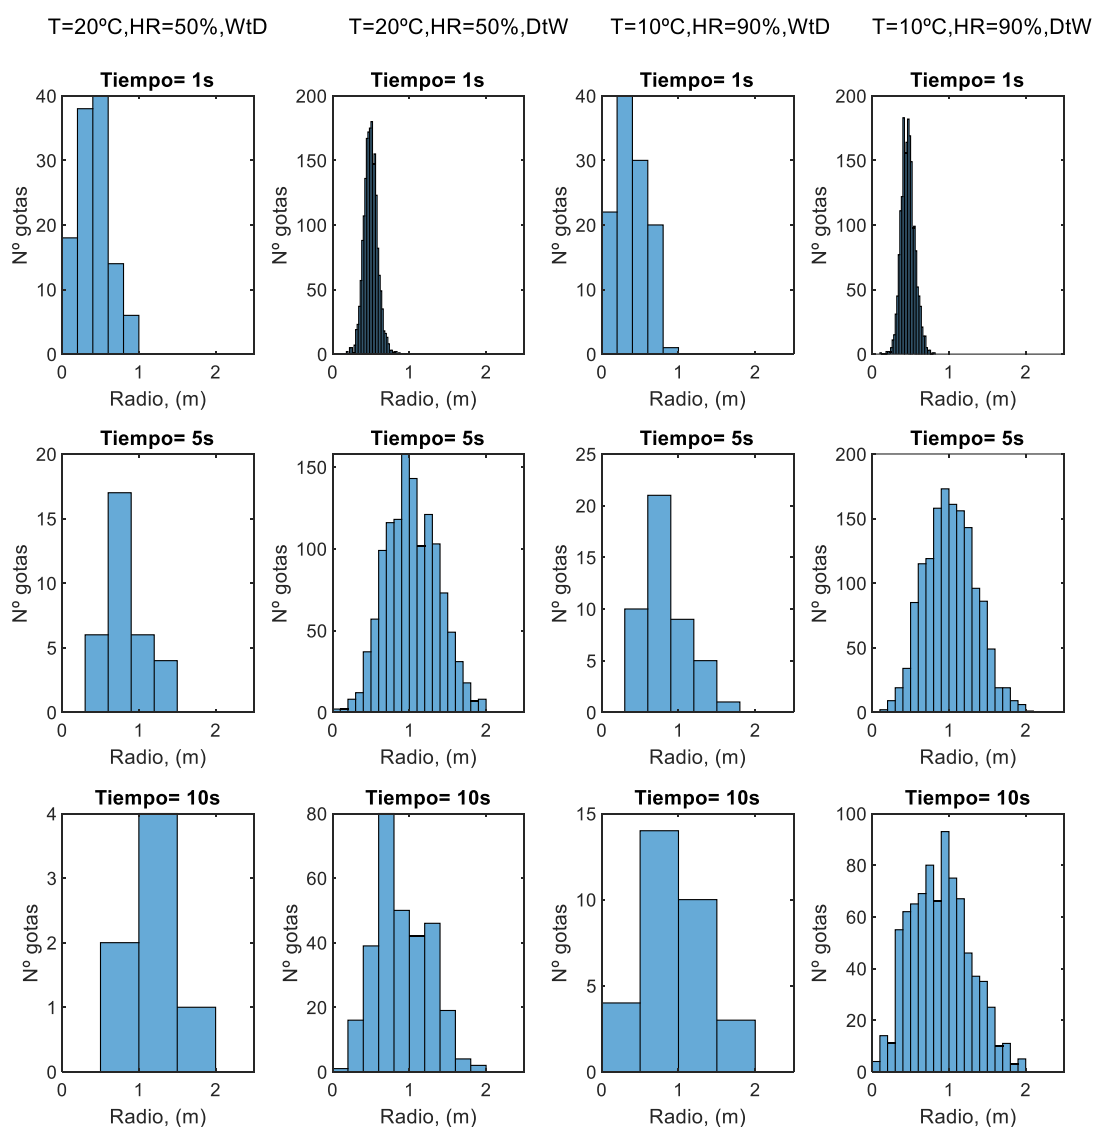 T=20ºC,HR=50%,WtD
T=20ºC,HR=50%,DtW
T=10ºC,HR=90%,WtD
T=10ºC,HR=90%,DtW
Tiempo= 1s
Nº gotas
40
30
20
10
0
0 1 2
Radio, (m)
Tiempo= 1s
Nº gotas
200
150
100
50
0
0 1 2
Radio, (m)
Tiempo= 1s
Nº gotas
40
30
20
10
0
0 1 2
Radio, (m)
Tiempo= 1s
Nº gotas
200
150
100
50
0
0 1 2
Radio, (m)
Tiempo= 5s
Nº gotas
20
15
10
5
0
0 1 2
Radio, (m)
Tiempo= 5s
Nº gotas
150
100
50
0
0 1 2
Radio, (m)
Tiempo= 5s
Nº gotas
25
20
15
10
5
0
0 1 2
Radio, (m)
Tiempo= 5s
Nº gotas
200
150
100
50
0
0 1 2
Radio, (m)
Tiempo= 10s
Nº gotas
4
3
2
1
0
0 1 2
Radio, (m)
Tiempo= 10s
Nº gotas
80
60
40
20
0
0 1 2
Radio, (m)
Tiempo= 10s
Nº gotas
15
10
5
0
0 1 2
Radio, (m)
Tiempo= 10s
Nº gotas
100
80
60
40
20
0
0 1 2
Radio, (m)